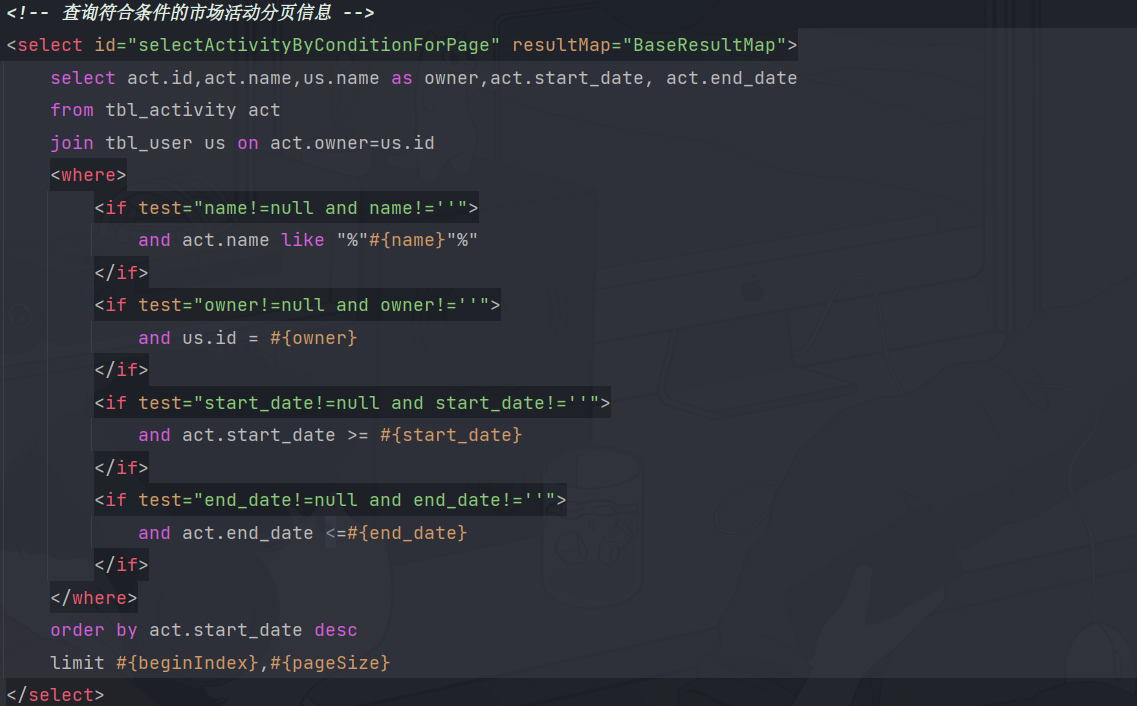 <!-- 查询符合条件的市场活动分页信息 -->
<select id="selectActivityByConditionForPage" resultMap="BaseResultMap">
    select act.id,act.name,us.name as owner,act.start_date, act.end_date
    from tbl_activity act
    join tbl_user us on act.owner=us.id
    <where>
        <if test="name!=null and name!=''">
            and act.name like "%"#{name}"%"
        </if>
        <if test="owner!=null and owner!=''">
            and us.id = #{owner}
        </if>
        <if test="start_date!=null and start_date!=''">
            and act.start_date >= #{start_date}
        </if>
        <if test="end_date!=null and end_date!=''">
            and act.end_date <=#{end_date}
        </if>
    </where>
    order by act.start_date desc
    limit #{beginIndex},#{pageSize}
</select>